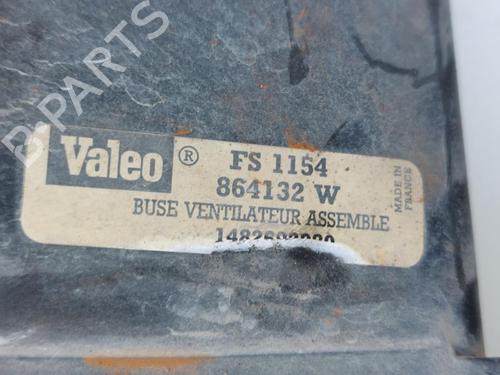 Valeo ® FS 1154
864132 W
BUSE VENTILATEUR ASSEMBLE
MADE IN FRANCE
B-PARTS